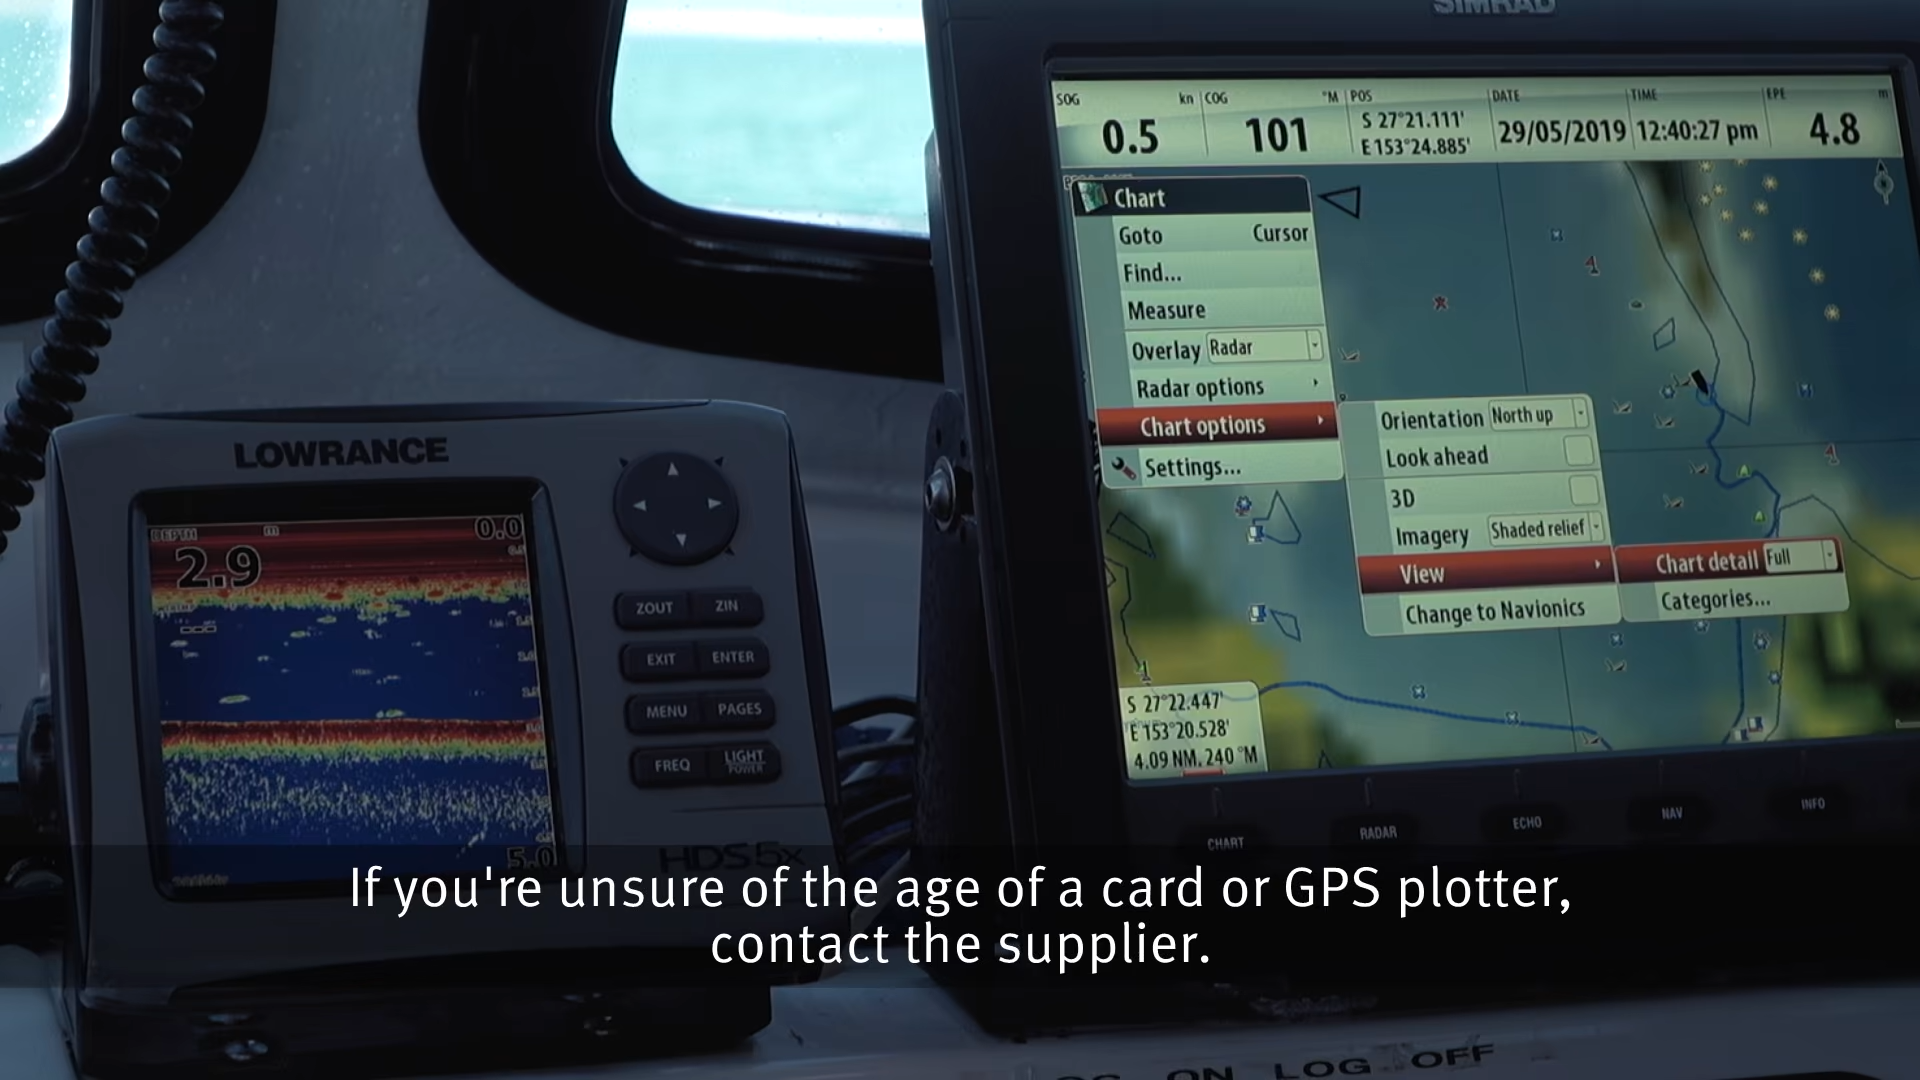 SIMRAD
SOG kn COG °M POS DATE TIME EPE m
0.5 101 S 27°21.111' E 153°24.885' 29/05/2019 12:40:27 pm 4.8
Chart
Goto Cursor
Find...
Measure
Overlay Radar
Radar options
Chart options
Settings...
Orientation North up
Look ahead
3D
Imagery Shaded relief
View
Change to Navionics
Chart detail Full
Categories...
S 27°22.447'
E 153°20.528'
4.09 NM, 240 °M
CHART RADAR ECHO NAV INFO
LOWRANCE
DEPTH m 0.0
2.9
5.0
ZOUT ZIN
EXIT ENTER
MENU PAGES
FREQ LIGHT
POWER
HDS5x
If you're unsure of the age of a card or GPS plotter,
contact the supplier.
ON LOG OFF